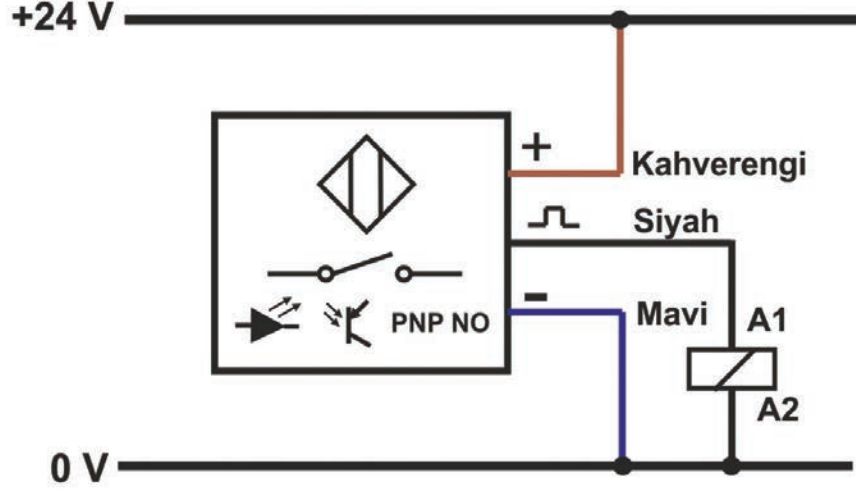 +24 V
+
Kahverengi
Siyah
-
Mavi
PNP NO
A1
A2
0 V